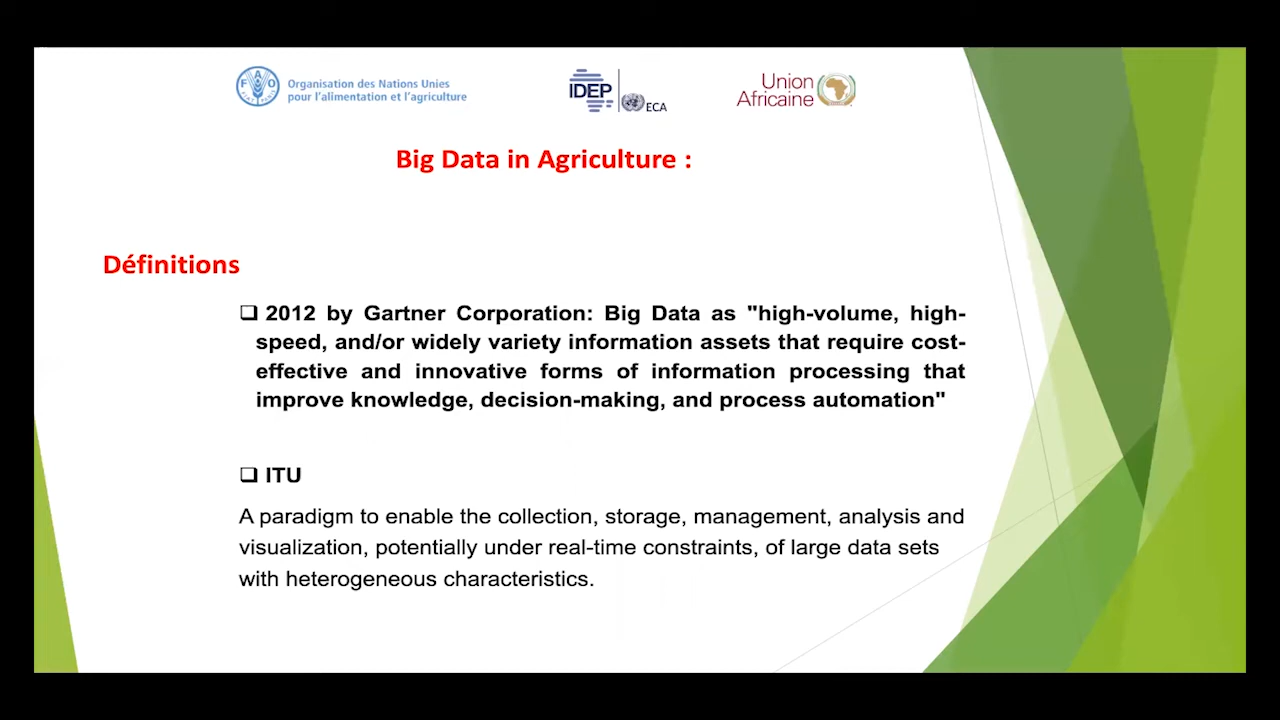 FAO
Organisation des Nations Unies
pour l'alimentation et l'agriculture
IDEP
ECA
Union
Africaine
Big Data in Agriculture :
Définitions
❑ 2012 by Gartner Corporation: Big Data as "high-volume, high-
speed, and/or widely variety information assets that require cost-
effective and innovative forms of information processing that
improve knowledge, decision-making, and process automation"
❑ ITU
A paradigm to enable the collection, storage, management, analysis and
visualization, potentially under real-time constraints, of large data sets
with heterogeneous characteristics.